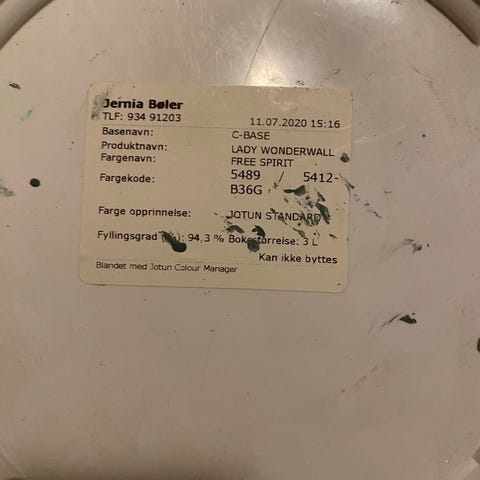 Jernia Bøler
TLF: 934 91203 11.07.2020 15:16
Basenavn: C-BASE
Produktnavn: LADY WONDERWALL
Fargenavn: FREE SPIRIT
Fargekode: 5489 / 5412-
B36G
Farge opprinnelse: JOTUN STANDARD
Fyllingsgrad 94,3 % Bokstørrelse: 3 L
Kan ikke byttes
Blandet med Jotun Colour Manager